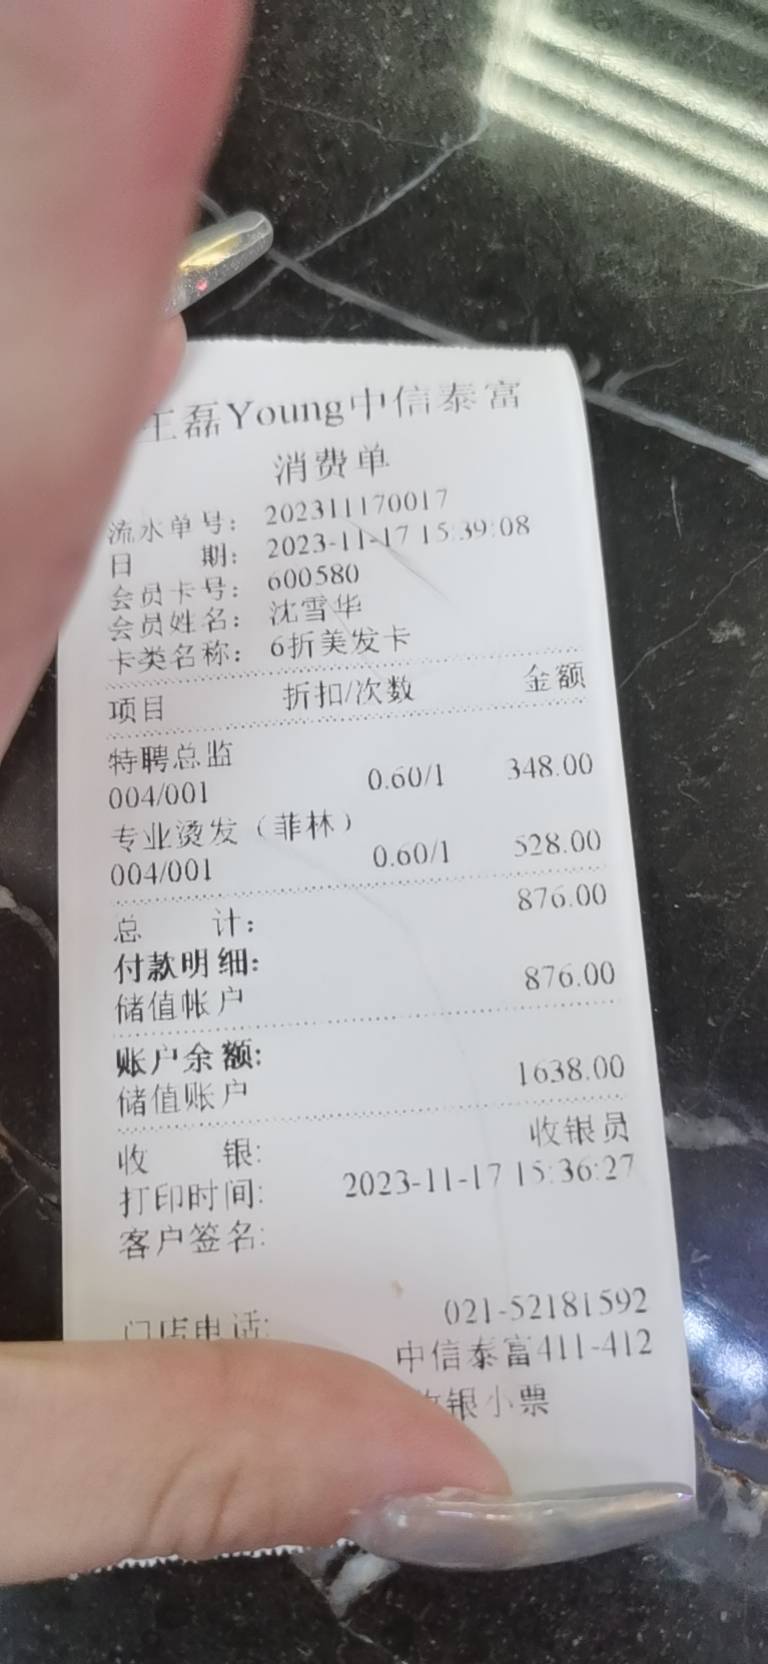 王磊Young中信泰富
消费单
流水单号: 202311170017
日 期: 2023-11-17 15:39:08
会员卡号: 600580
会员姓名: 沈雪华
卡类名称: 6折美发卡
项目 折扣/次数 金额
特聘总监
004/001 0.60/1 348.00
专业烫发（菲林）
004/001 0.60/1 528.00
总 计: 876.00
付款明细:
储值帐户 876.00
账户余额:
储值账户 1638.00
收 银: 收银员
打印时间: 2023-11-17 15:36:27
客户签名:
门店电话: 021-52181592
中信泰富411-412
收银小票